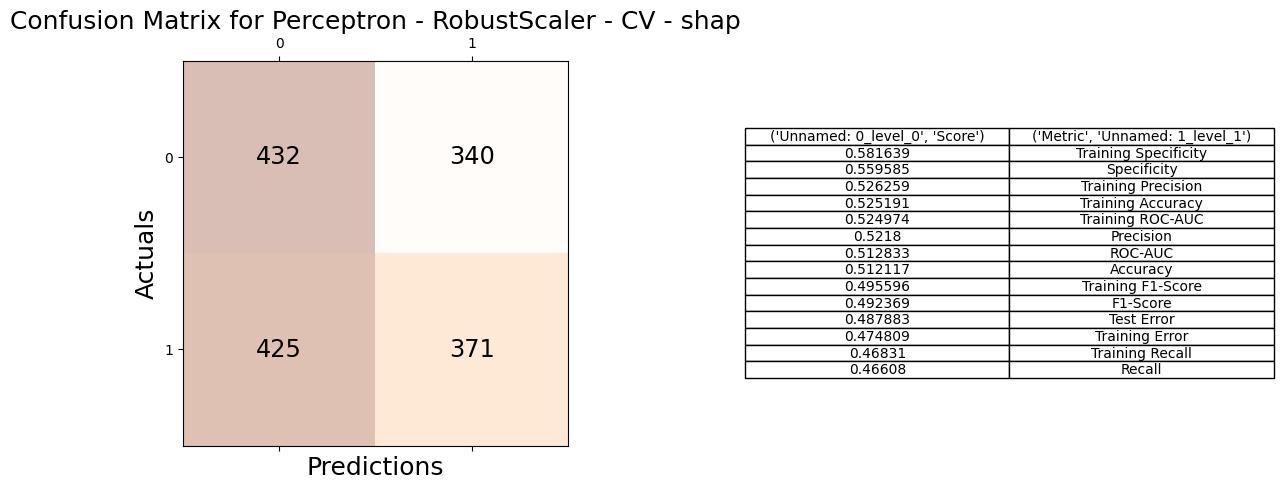 Confusion Matrix for Perceptron - RobustScaler - CV - shap
0 1
0 432 340
1 425 371
Actuals
Predictions
('Unnamed: 0_level_0', 'Score') ('Metric', 'Unnamed: 1_level_1')
0.581639 Training Specificity
0.559585 Specificity
0.526259 Training Precision
0.525191 Training Accuracy
0.524974 Training ROC-AUC
0.5218 Precision
0.512833 ROC-AUC
0.512117 Accuracy
0.495596 Training F1-Score
0.492369 F1-Score
0.487883 Test Error
0.474809 Training Error
0.46831 Training Recall
0.46608 Recall